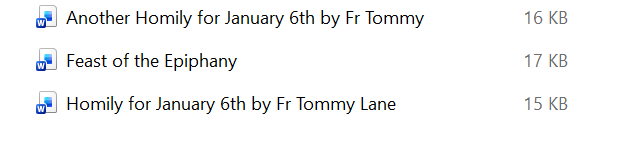 Another Homily for January 6th by Fr Tommy 16 KB
Feast of the Epiphany 17 KB
Homily for January 6th by Fr Tommy Lane 15 KB